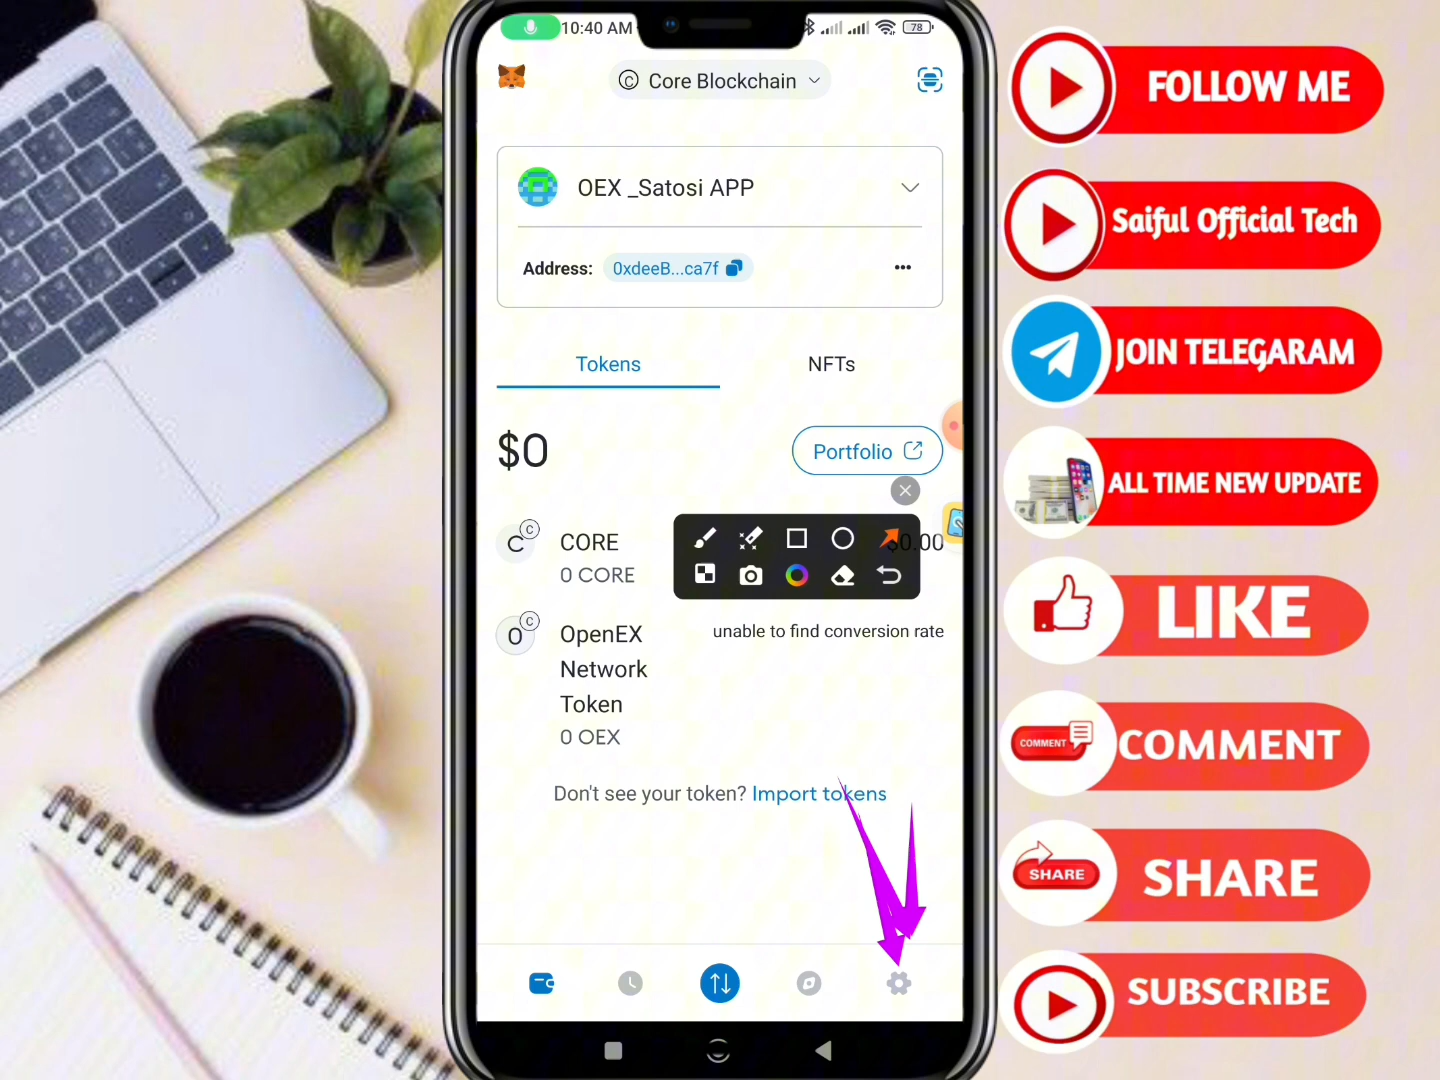 10:40 AM
78
Core Blockchain
OEX _Satosi APP
Address: 0xdeeB...ca7f
Tokens
NFTs
$0
Portfolio
C
C
CORE
$0.00
0 CORE
O
C
OpenEX
Network
Token
unable to find conversion rate
0 OEX
Don't see your token? Import tokens
FOLLOW ME
Saiful Official Tech
JOIN TELEGARAM
ALL TIME NEW UPDATE
LIKE
COMMENT
COMMENT
SHARE
SHARE
SUBSCRIBE